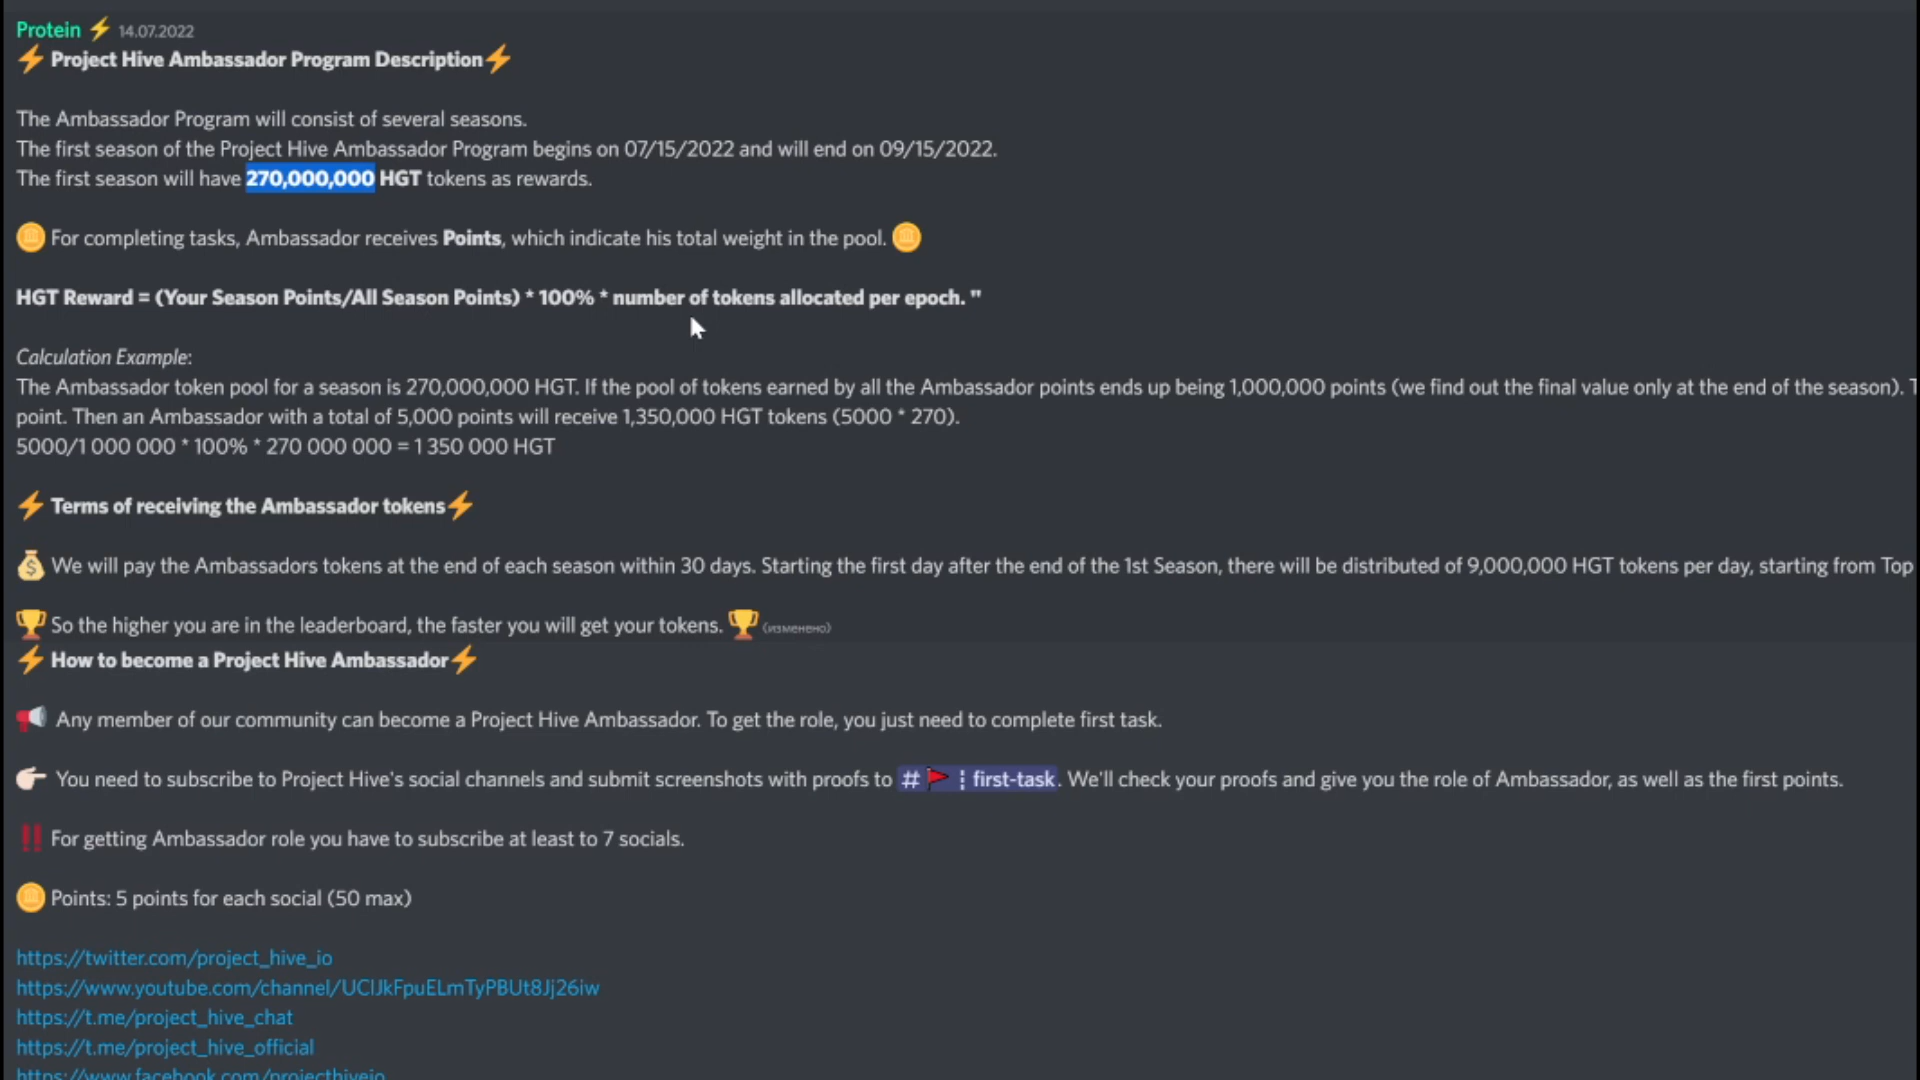 Protein ⚡ 14.07.2022
⚡ Project Hive Ambassador Program Description⚡
The Ambassador Program will consist of several seasons.
The first season of the Project Hive Ambassador Program begins on 07/15/2022 and will end on 09/15/2022.
The first season will have 270,000,000 HGT tokens as rewards.
For completing tasks, Ambassador receives Points, which indicate his total weight in the pool.
HGT Reward = (Your Season Points/All Season Points) * 100% * number of tokens allocated per epoch. "
Calculation Example:
The Ambassador token pool for a season is 270,000,000 HGT. If the pool of tokens earned by all the Ambassador points ends up being 1,000,000 points (we find out the final value only at the end of the season).
point. Then an Ambassador with a total of 5,000 points will receive 1,350,000 HGT tokens (5000 * 270).
5000/1 000 000 * 100% * 270 000 000 = 1 350 000 HGT
⚡ Terms of receiving the Ambassador tokens⚡
💰 We will pay the Ambassadors tokens at the end of each season within 30 days. Starting the first day after the end of the 1st Season, there will be distributed of 9,000,000 HGT tokens per day, starting from Top
🏆 So the higher you are in the leaderboard, the faster you will get your tokens. 🏆 (изменено)
⚡ How to become a Project Hive Ambassador⚡
📢 Any member of our community can become a Project Hive Ambassador. To get the role, you just need to complete first task.
👉 You need to subscribe to Project Hive's social channels and submit screenshots with proofs to # 🚩 ¦ first-task. We'll check your proofs and give you the role of Ambassador, as well as the first points.
‼ For getting Ambassador role you have to subscribe at least to 7 socials.
Points: 5 points for each social (50 max)
https://twitter.com/project_hive_io
https://www.youtube.com/channel/UClJkFpuELmTyPBUt8Jj26iw
https://t.me/project_hive_chat
https://t.me/project_hive_official
https://www.facebook.com/projecthiveio